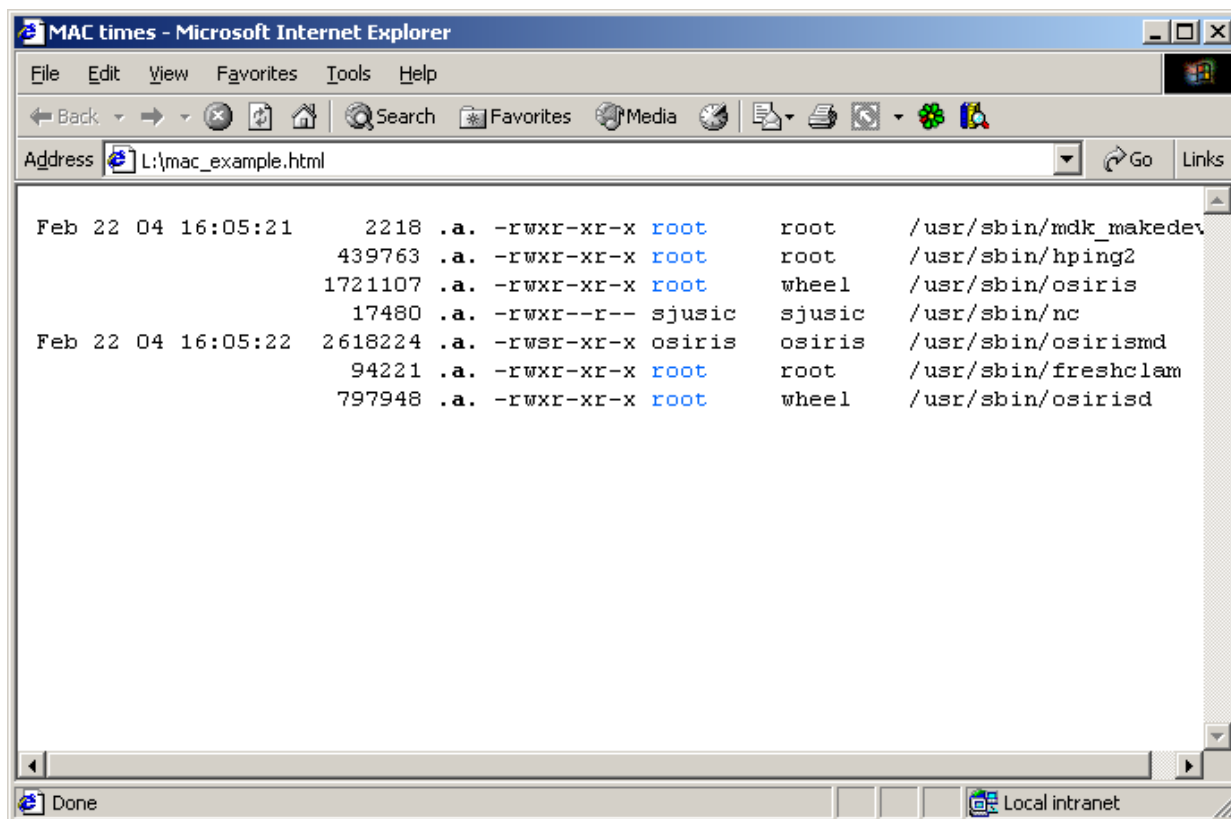 MAC times - Microsoft Internet Explorer
File Edit View Favorites Tools Help
Back Search Favorites Media
Address L:\mac_example.html Go Links
Feb 22 04 16:05:21 2218 .a. -rwxr-xr-x root root /usr/sbin/mdk_makedev
439763 .a. -rwxr-xr-x root root /usr/sbin/hping2
1721107 .a. -rwxr-xr-x root wheel /usr/sbin/osiris
17480 .a. -rwxr--r-- sjusic sjusic /usr/sbin/nc
Feb 22 04 16:05:22 2618224 .a. -rwsr-xr-x osiris osiris /usr/sbin/osirismd
94221 .a. -rwxr-xr-x root root /usr/sbin/freshclam
797948 .a. -rwxr-xr-x root wheel /usr/sbin/osirisd
Done Local intranet